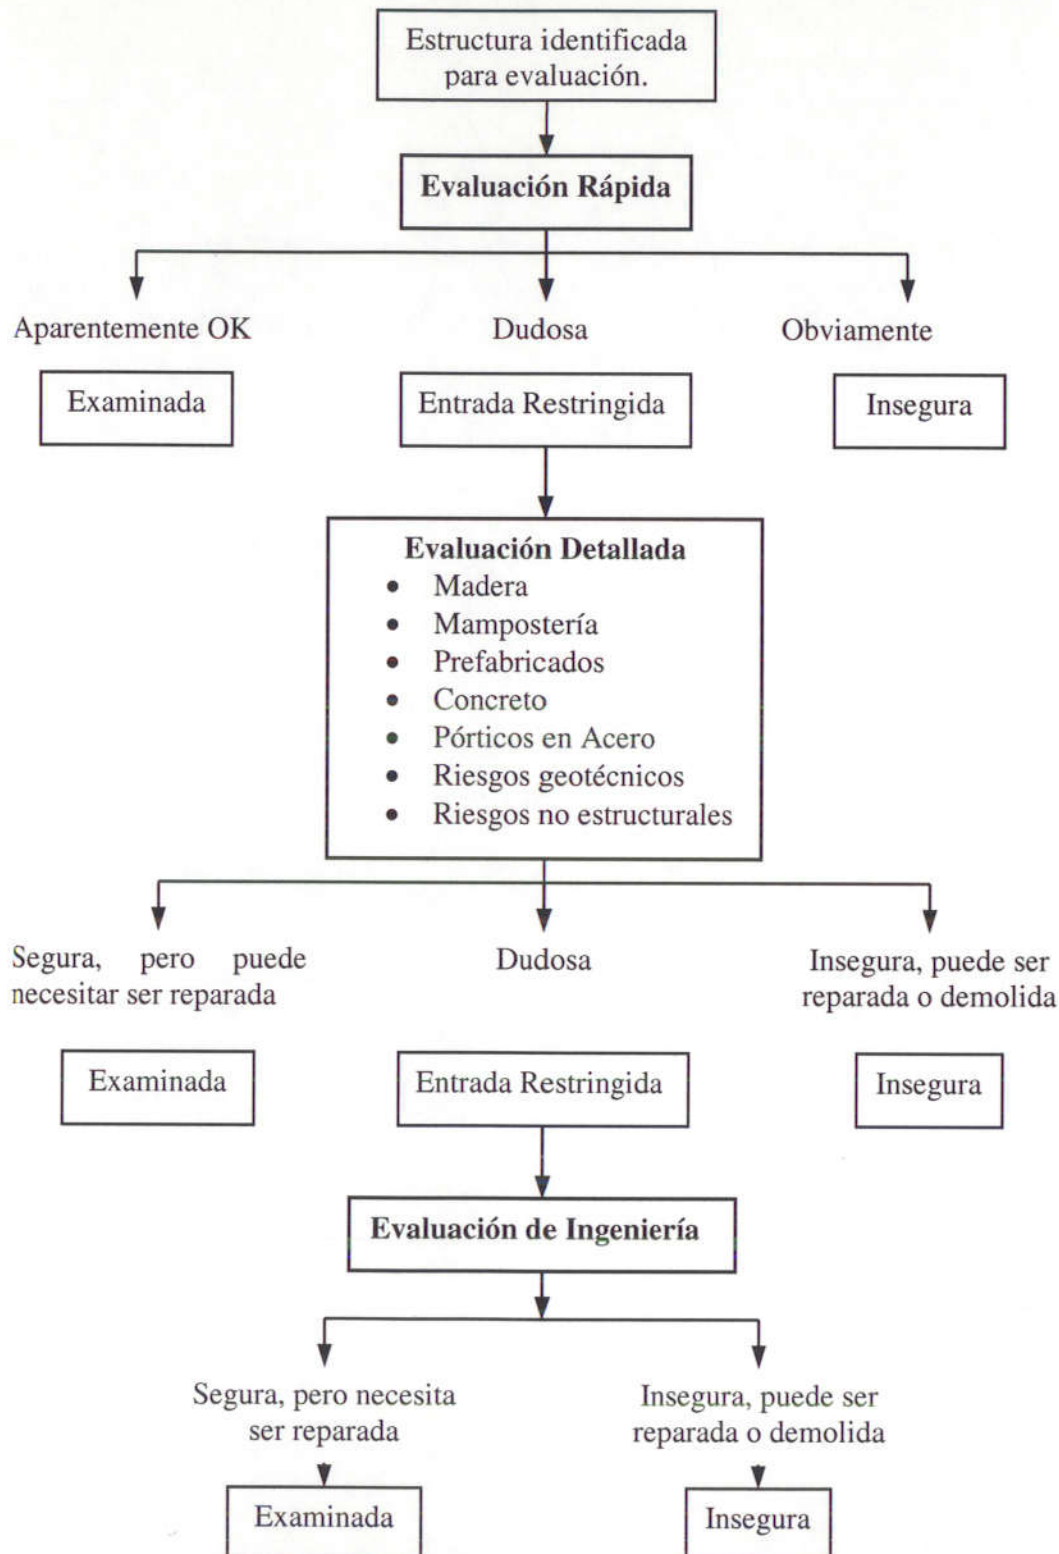 Estructura identificada
para evaluación.
Evaluación Rápida
Aparentemente OK
Dudosa
Obviamente
Examinada
Entrada Restringida
Insegura
Evaluación Detallada
• Madera
• Mampostería
• Prefabricados
• Concreto
• Pórticos en Acero
• Riesgos geotécnicos
• Riesgos no estructurales
Segura, pero puede
necesitar ser reparada
Dudosa
Insegura, puede ser
reparada o demolida
Examinada
Entrada Restringida
Insegura
Evaluación de Ingeniería
Segura, pero necesita
ser reparada
Insegura, puede ser
reparada o demolida
Examinada
Insegura